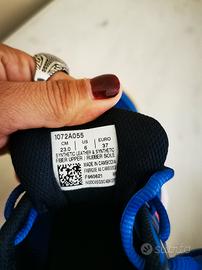 1072A055
CM US EURO
23.0 6 37
SYNTHETIC LEATHER & SYNTHETIC
FIBER UPPER / RUBBER SOLE
MADE IN CAMBODIA
subito